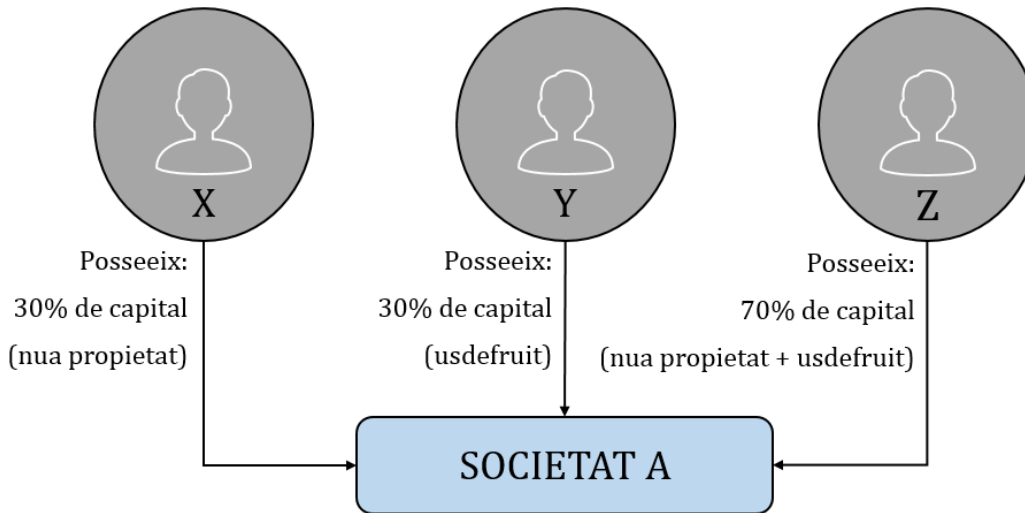 X
Posseeix:
30% de capital
(nua propietat)
Y
Posseeix:
30% de capital
(usdefruit)
Z
Posseeix:
70% de capital
(nua propietat + usdefruit)
SOCIETAT A